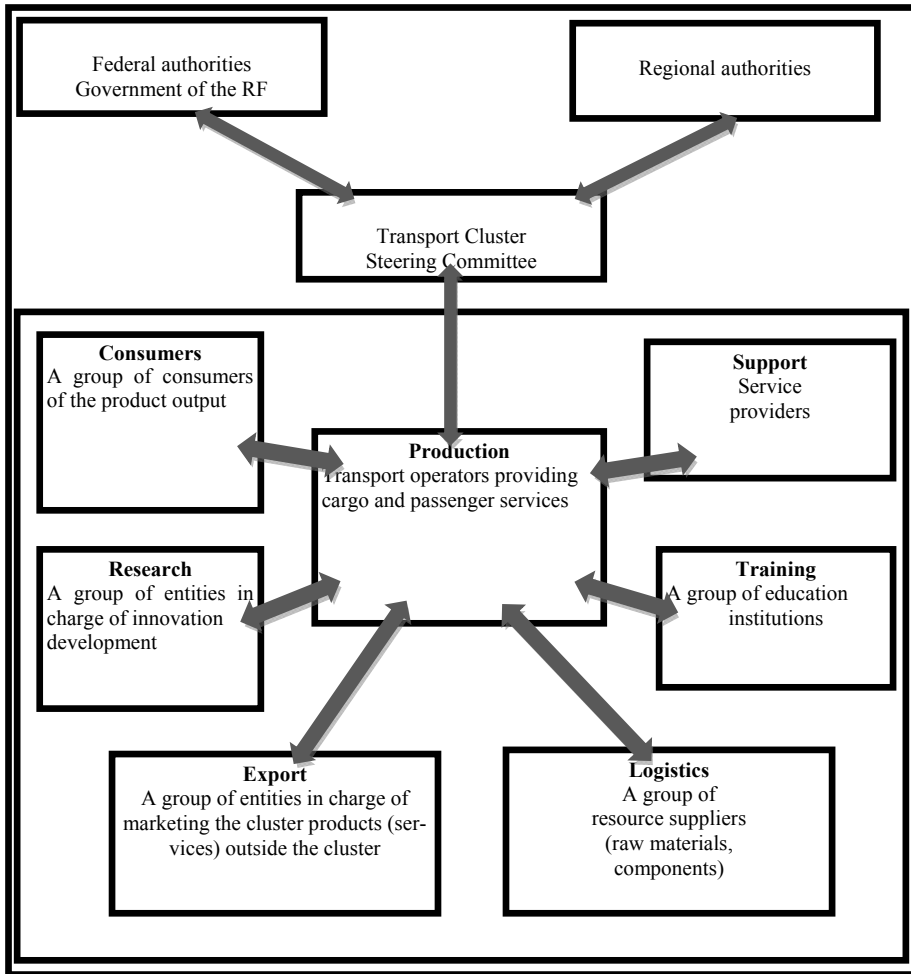 Federal authorities
Government of the RF
Regional authorities
Transport Cluster
Steering Committee
Consumers
A group of consumers
of the product output
Support
Service
providers
Production
Transport operators providing
cargo and passenger services
Research
A group of entities in
charge of innovation
development
Training
A group of education
institutions
Export
A group of entities in charge of
marketing the cluster products (ser-
vices) outside the cluster
Logistics
A group of
resource suppliers
(raw materials,
components)